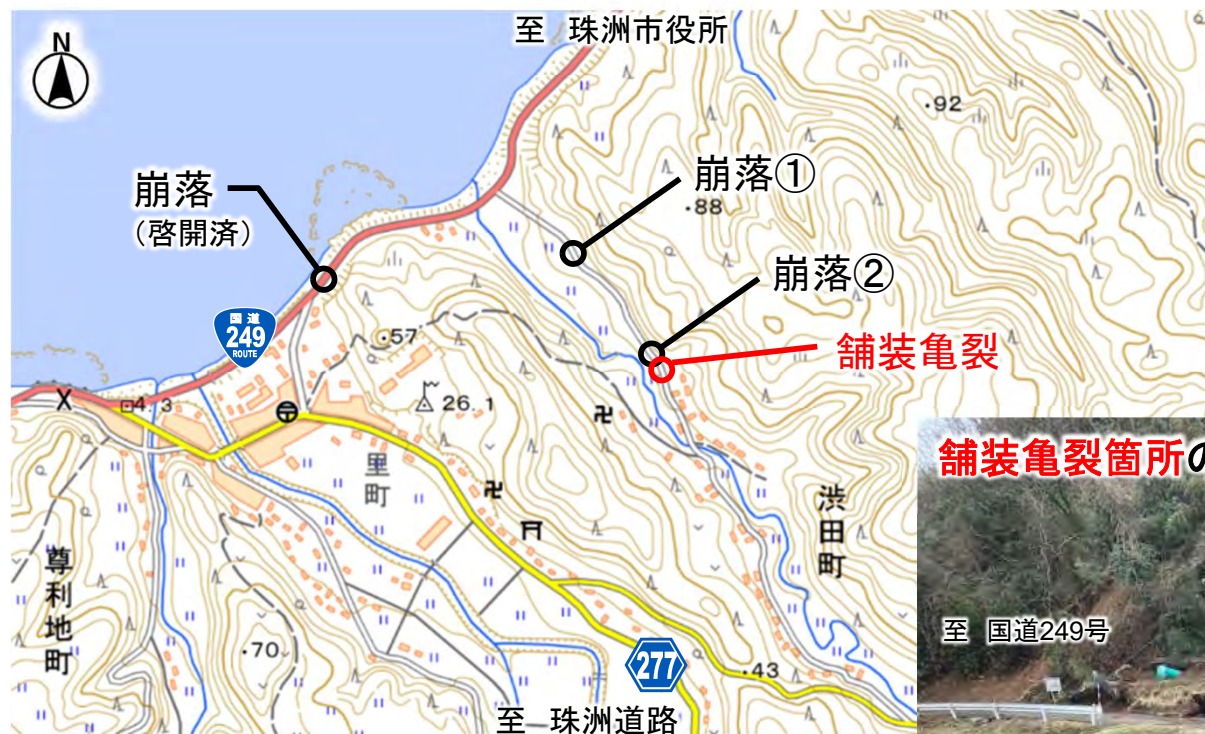 至 珠洲市役所
N
・92
崩落①
崩落
(啓開済)
・88
崩落②
国道
249
ROUTE
・57
舗装亀裂
4.3
26.1
舗装亀裂箇所の
里町
渋田町
尊利地町
至 国道249号
・70
277
・43
至 珠洲道路